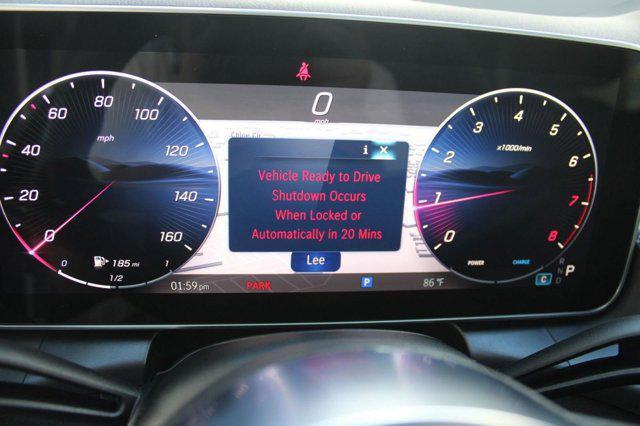 0
mph
Chloe Cir
i ×
Vehicle Ready to Drive
Shutdown Occurs
When Locked or
Automatically in 20 Mins
Lee
0 20 40 60 80 100 120 140 160
mph
185 mi
0 1/2 1
0 1 2 3 4 5 6 7 8
x1000/min
POWER CHARGE
01:59 pm PARK P 86 °F
C
R
N
D
P